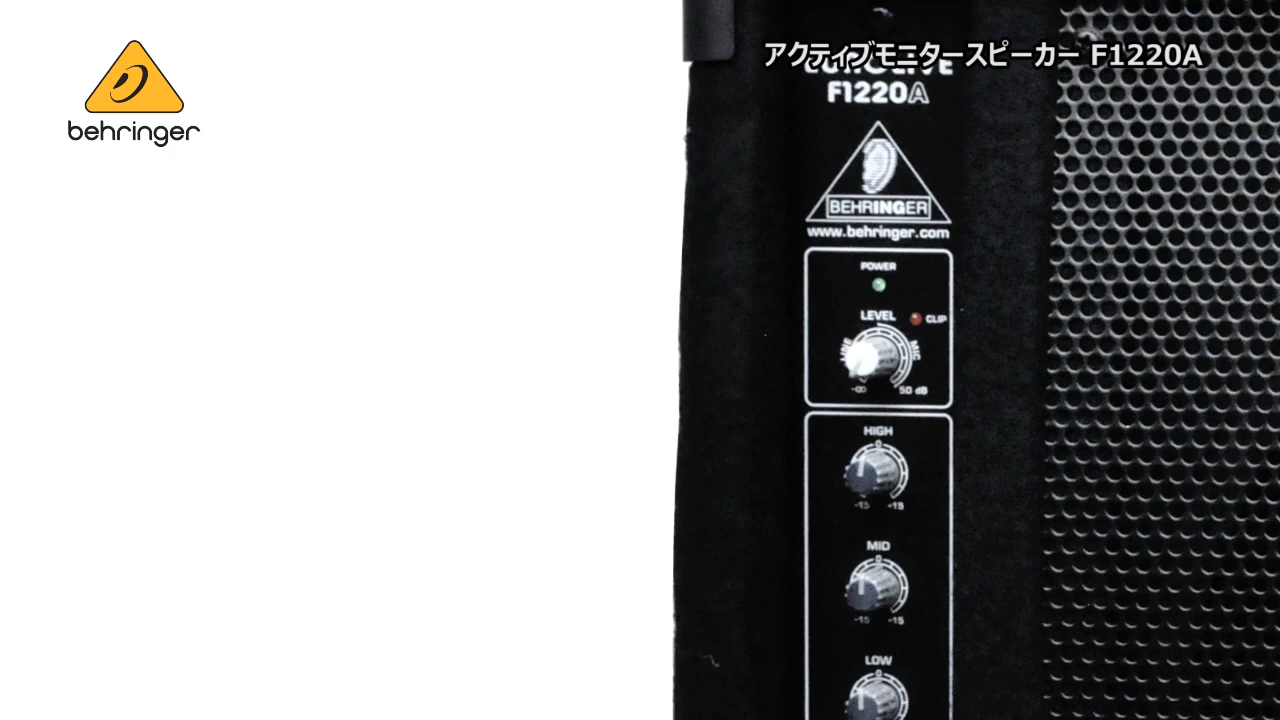 behringer
アクティブモニタースピーカー F1220A
F1220A
BEHRINGER
www.behringer.com
POWER
LEVEL
CLIP
LINE
MIC
-∞
50 dB
HIGH
0
-15
-15
MID
0
-15
-15
LOW
0